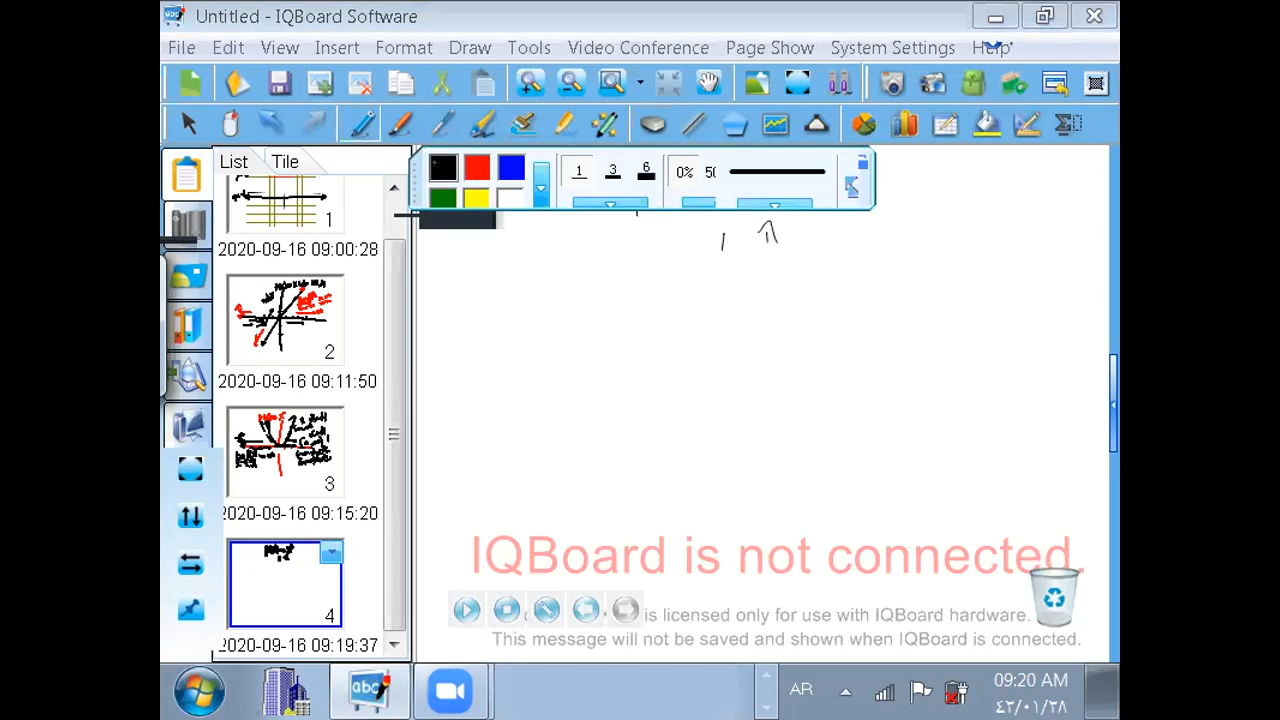 Untitled - IQBoard Software
File Edit View Insert Format Draw Tools Video Conference Page Show System Settings Help
List Tile
1 3 6 0% 50
1
2020-09-16 09:00:28
2
2020-09-16 09:11:50
3
2020-09-16 09:15:20
4
2020-09-16 09:19:37
IQBoard is not connected.
is licensed only for use with IQBoard hardware.
This message will not be saved and shown when IQBoard is connected.
abc
AR
09:20 AM
٤٢/٠١/٢٨